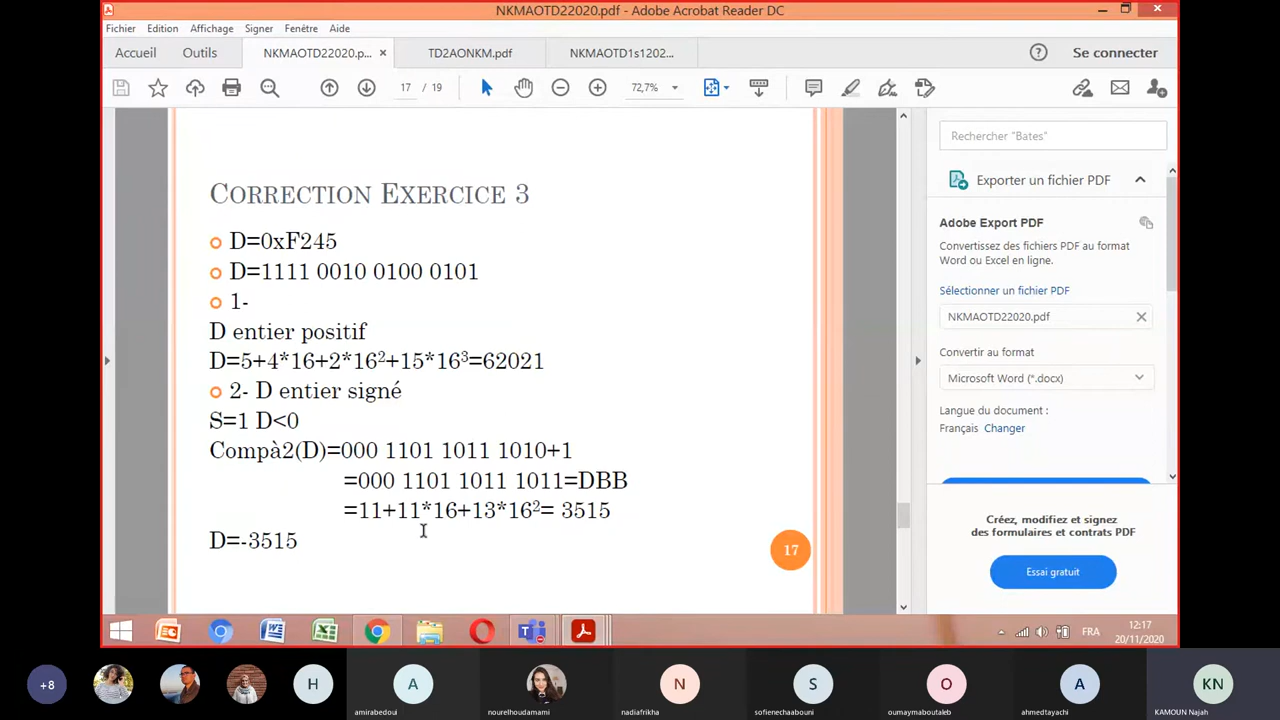 NKMAOTD22020.pdf - Adobe Acrobat Reader DC
Fichier Edition Affichage Signer Fenêtre Aide
Accueil Outils NKMAOTD22020.p... × TD2AONKM.pdf NKMAOTD1s1202... Se connecter
17 / 19 72,7%
Rechercher "Bates"
Exporter un fichier PDF
Adobe Export PDF
Convertissez des fichiers PDF au format
Word ou Excel en ligne.
Sélectionner un fichier PDF
NKMAOTD22020.pdf
Convertir au format
Microsoft Word (*.docx)
Langue du document :
Français Changer
Créez, modifiez et signez
des formulaires et contrats PDF
Essai gratuit
CORRECTION EXERCICE 3
D=0xF245
D=1111 0010 0100 0101
1-
D entier positif
D=5+4*16+2*16²+15*16³=62021
2- D entier signé
S=1 D<0
Compà2(D)=000 1101 1011 1010+1
=000 1101 1011 1011=DBB
=11+11*16+13*16²= 3515
D=-3515
17
FRA
12:17
20/11/2020
+8 H A N S O A KN
amirabedoui nourelhoudamami nadiafrikha sofienechaabouni oumaymaboutaleb ahmedtayachi KAMOUN Najah